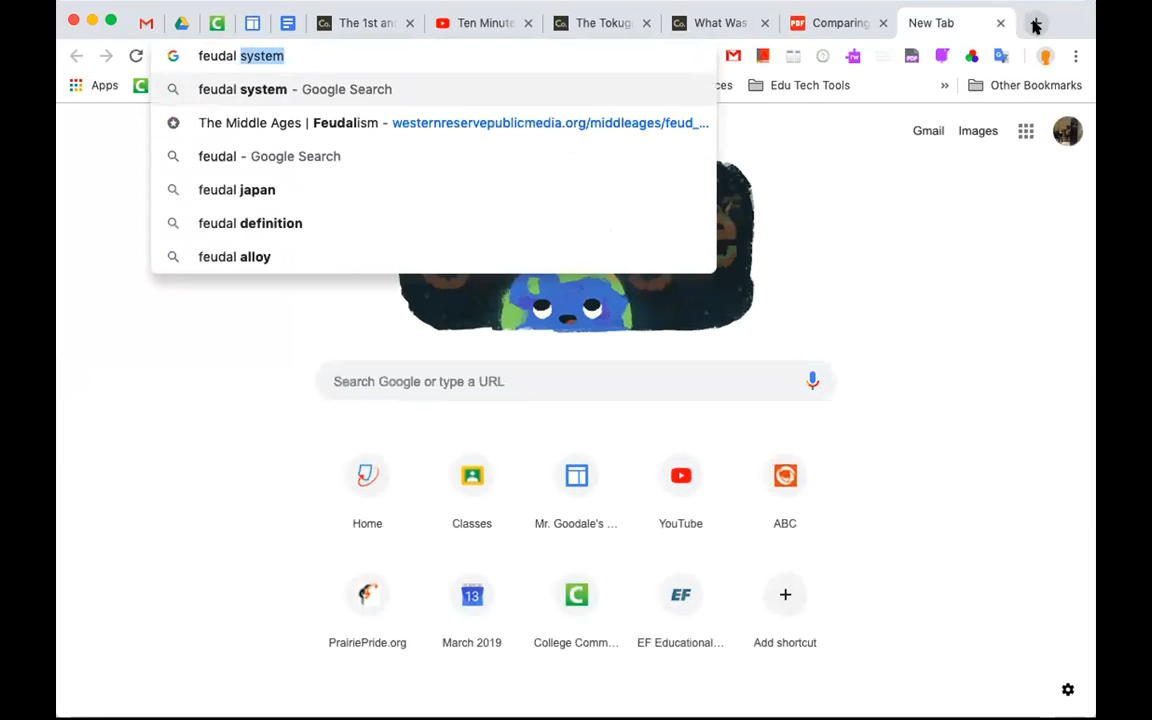 The 1st an
Ten Minute
The Tokug
What Was
PDF
Comparing
New Tab
feudal system
feudal system - Google Search
The Middle Ages | Feudalism - westernreservepublicmedia.org/middleages/feud_...
feudal - Google Search
feudal japan
feudal definition
feudal alloy
Apps
ces
Edu Tech Tools
»
Other Bookmarks
Gmail
Images
Search Google or type a URL
Home
Classes
Mr. Goodale's ...
YouTube
ABC
13
EF
PrairiePride.org
March 2019
College Comm...
EF Educational...
Add shortcut